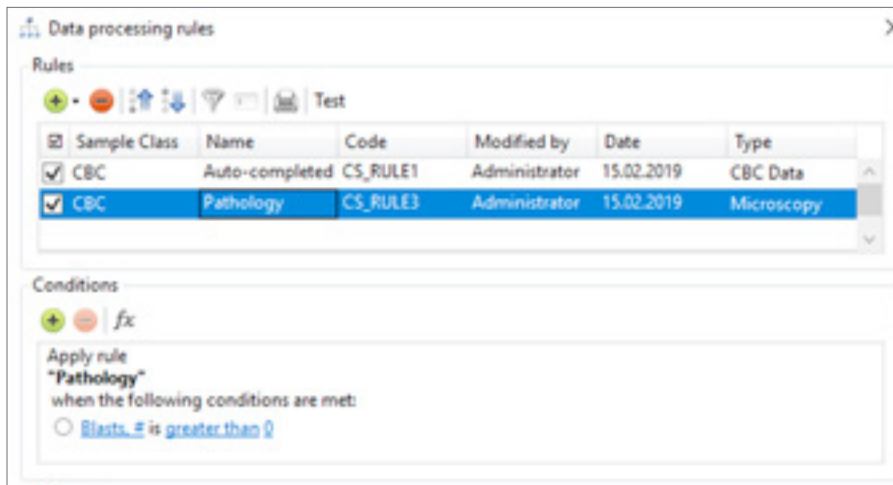 Data processing rules
Rules
Test
Sample Class Name Code Modified by Date Type
CBC Auto-completed CS_RULE1 Administrator 15.02.2019 CBC Data
CBC Pathology CS_RULE3 Administrator 15.02.2019 Microscopy
Conditions
fx
Apply rule
"Pathology"
when the following conditions are met:
Blasts, # is greater than 0